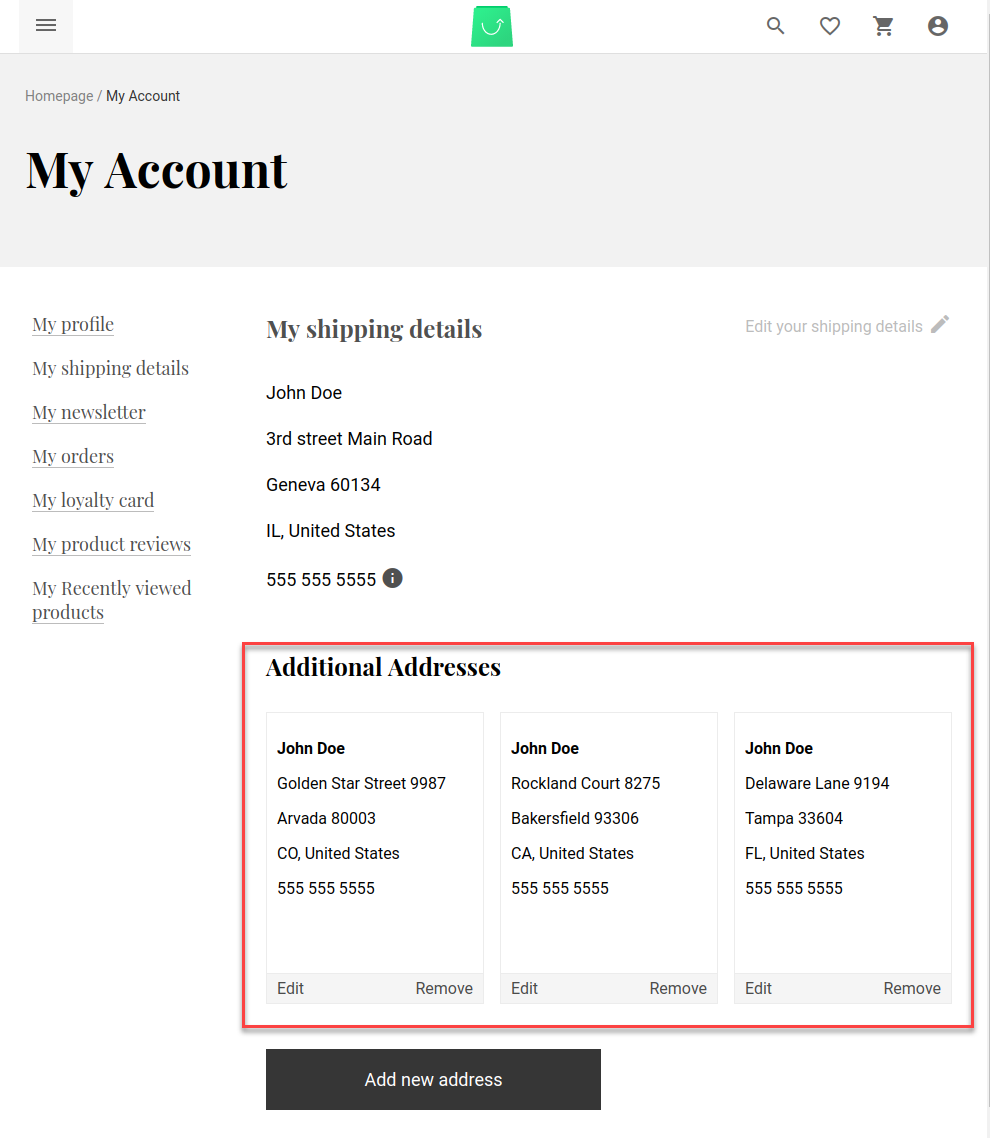 Homepage / My Account
My Account
My profile
My shipping details
My newsletter
My orders
My loyalty card
My product reviews
My Recently viewed
products
My shipping details
Edit your shipping details
John Doe
3rd street Main Road
Geneva 60134
IL, United States
555 555 5555
Additional Addresses
John Doe
Golden Star Street 9987
Arvada 80003
CO, United States
555 555 5555
Edit
Remove
John Doe
Rockland Court 8275
Bakersfield 93306
CA, United States
555 555 5555
Edit
Remove
John Doe
Delaware Lane 9194
Tampa 33604
FL, United States
555 555 5555
Edit
Remove
Add new address